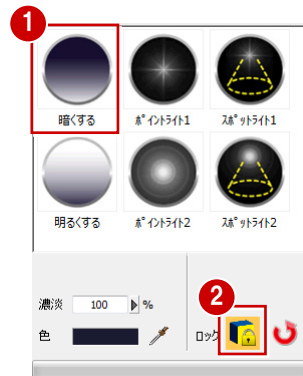 1
暗くする ポイントライト1 スポットライト1
明るくする ポイントライト2 スポットライト2
2
濃淡 100 %
色 ロック